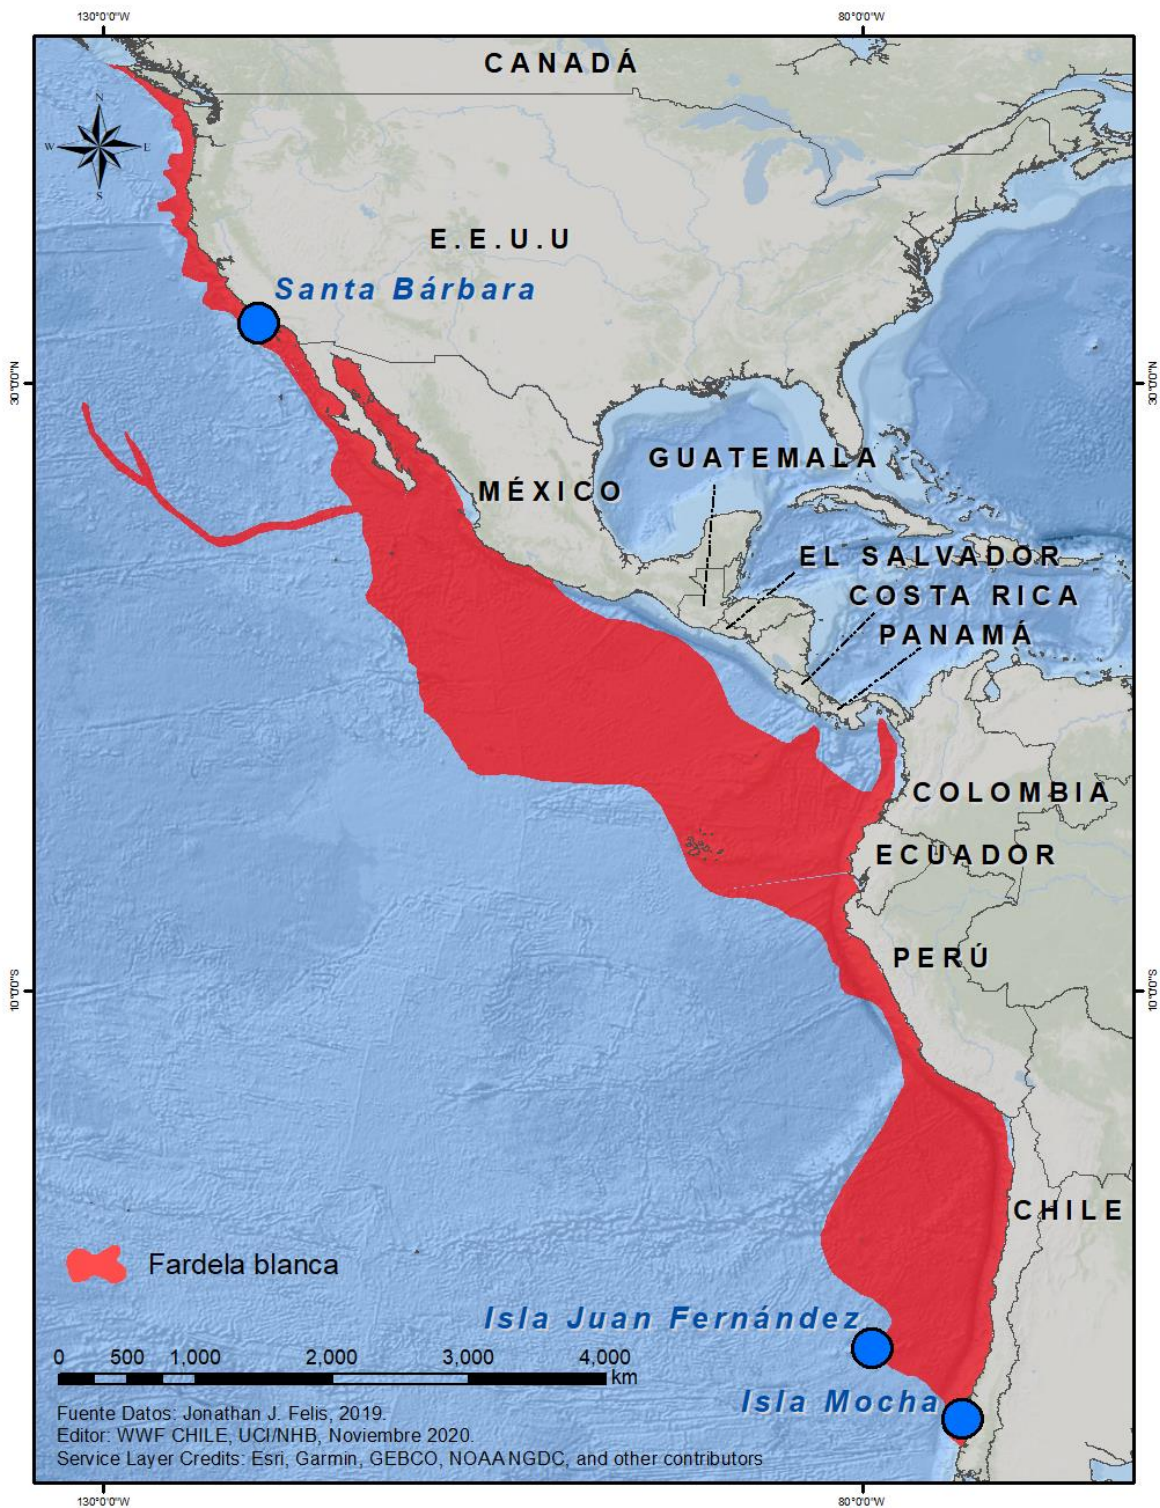 130°0'0"W
80°0'0"W
CANADÁ
N
W
E
S
E.E.U.U
Santa Bárbara
30°0'0"N
30°0'0"N
GUATEMALA
MÉXICO
EL SALVADOR
COSTA RICA
PANAMÁ
COLOMBIA
ECUADOR
PERÚ
10°0'0"S
10°0'0"S
CHILE
Fardela blanca
Isla Juan Fernández
0 500 1,000 2,000 3,000 4,000
km
Isla Mocha
Fuente Datos: Jonathan J. Felis, 2019.
Editor: WWF CHILE, UCI/NHB, Noviembre 2020.
Service Layer Credits: Esri, Garmin, GEBCO, NOAA NGDC, and other contributors
130°0'0"W
80°0'0"W